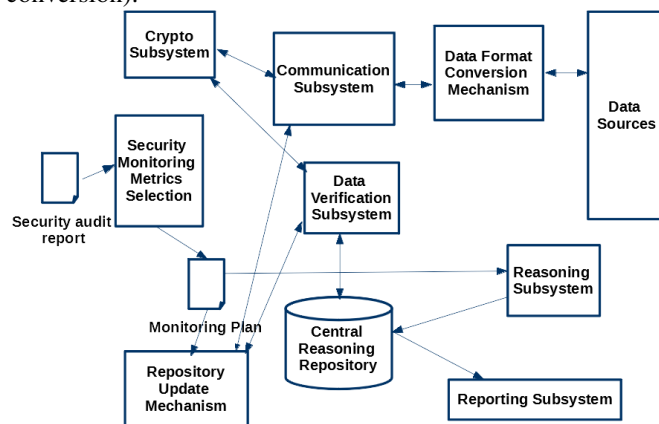 conversion).
Crypto
Subsystem
Communication
Subsystem
Data Format
Conversion
Mechanism
Data
Sources
Security
Monitoring
Metrics
Selection
Security audit
report
Data
Verification
Subsystem
Reasoning
Subsystem
Monitoring Plan
Central
Reasoning
Repository
Repository
Update
Mechanism
Reporting Subsystem